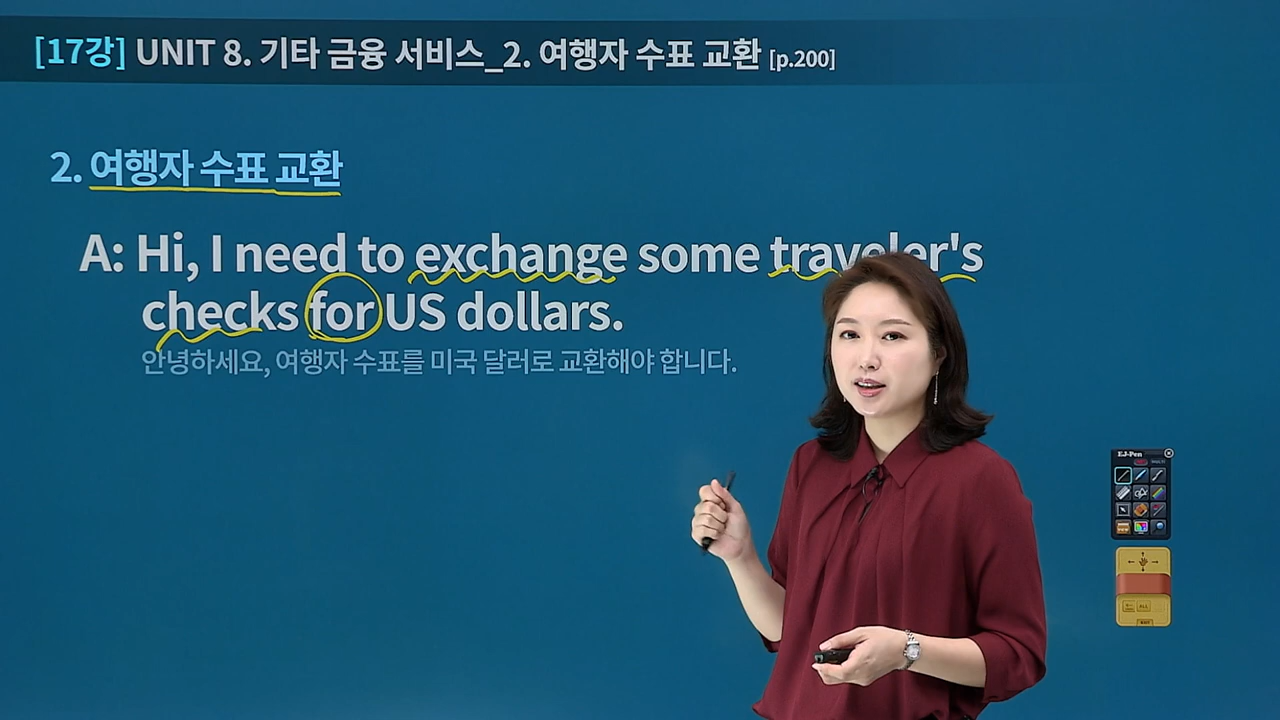 [17강] UNIT 8. 기타 금융 서비스_2. 여행자 수표 교환 [p.200]
2. 여행자 수표 교환
A: Hi, I need to exchange some traveler's
checks for US dollars.
안녕하세요, 여행자 수표를 미국 달러로 교환해야 합니다.
EJ-Pen
ALL